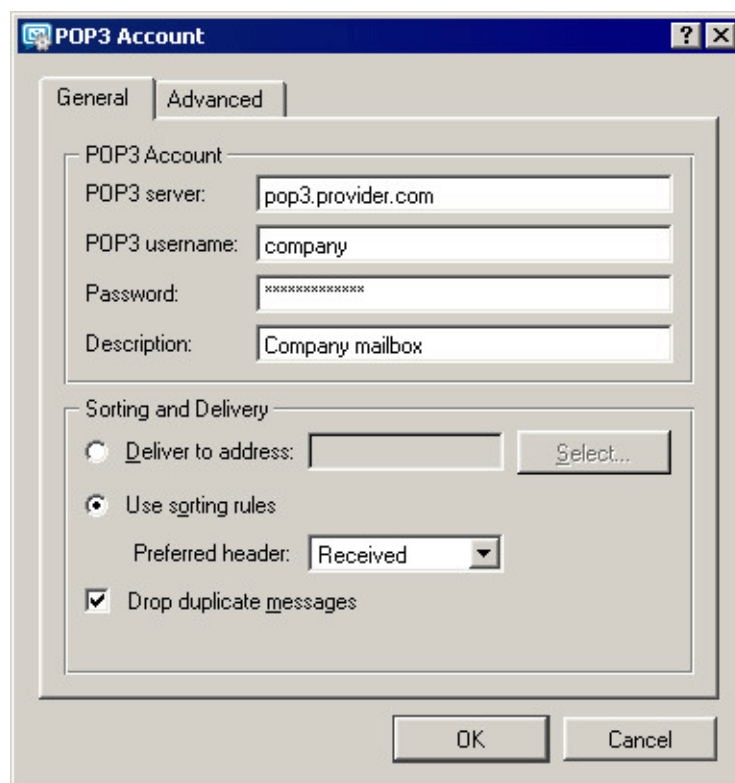 POP3 Account
General Advanced
POP3 Account
POP3 server: pop3.provider.com
POP3 username: company
Password: *************
Description: Company mailbox
Sorting and Delivery
Deliver to address: Select...
Use sorting rules
Preferred header: Received
Drop duplicate messages
OK Cancel